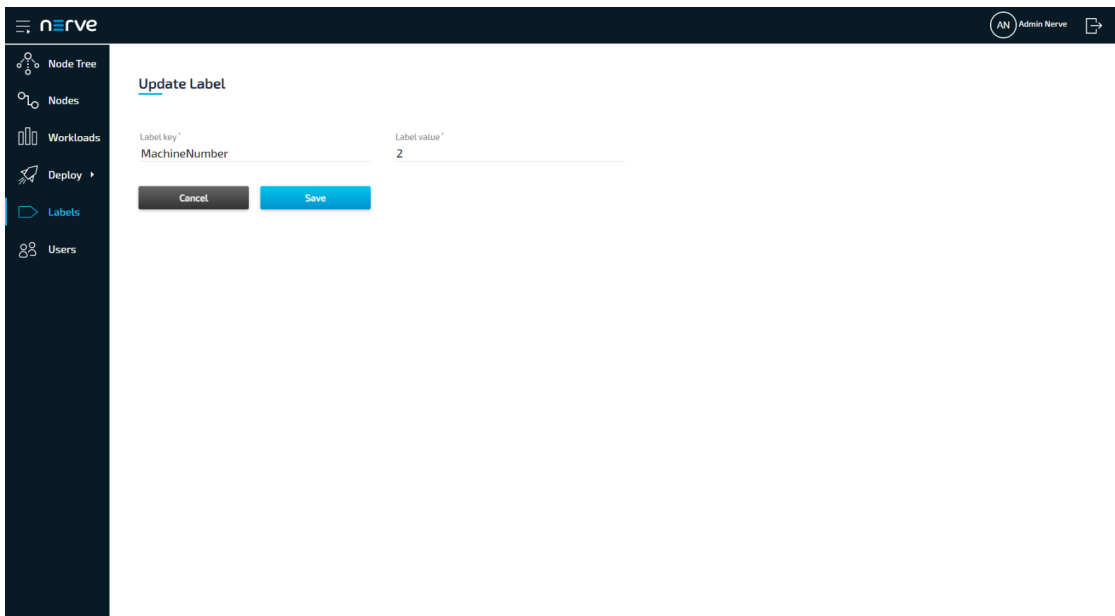 nerve
AN Admin Nerve
Node Tree
Nodes
Workloads
Deploy
Labels
Users
Update Label
Label key*
MachineNumber
Label value*
2
Cancel
Save